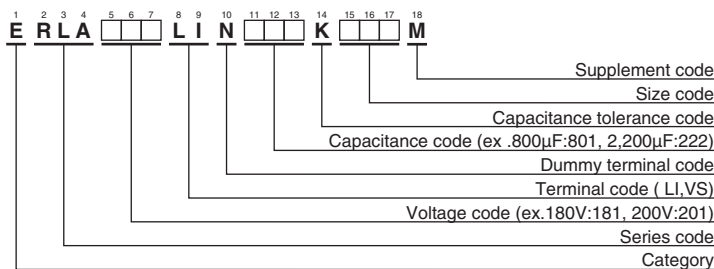 1 2 3 4 5 6 7 8 9 10 11 12 13 14 15 16 17 18
E R L A L I N K M
Supplement code
Size code
Capacitance tolerance code
Capacitance code (ex .800μF:801, 2,200μF:222)
Dummy terminal code
Terminal code ( LI,VS)
Voltage code (ex.180V:181, 200V:201)
Series code
Category